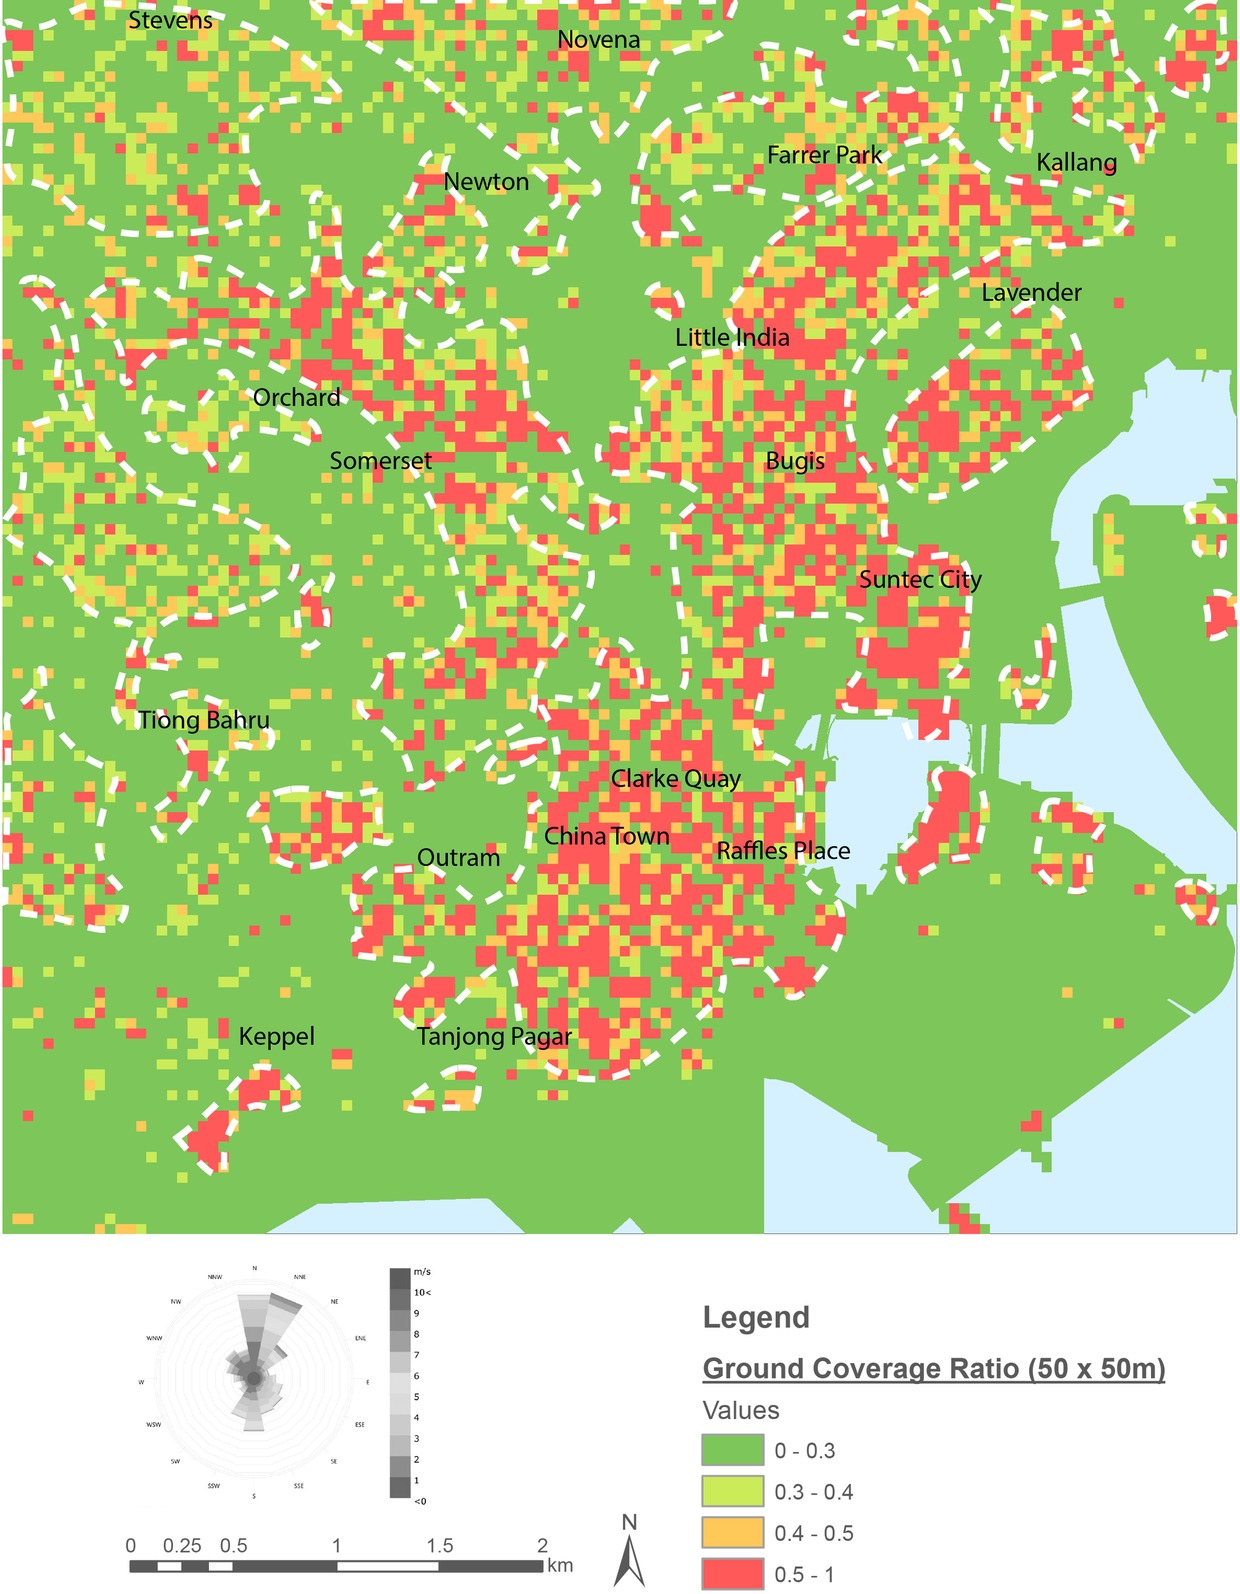 Stevens
Novena
Farrer Park
Kallang
Newton
Lavender
Little India
Orchard
Somerset
Bugis
Suntec City
Tiong Bahru
Clarke Quay
China Town
Raffles Place
Outram
Keppel
Tanjong Pagar
N
NNW
NNE
NW
NE
WNW
ENE
W
E
WSW
ESE
SW
SE
SSW
SSE
S
m/s
10<
9
8
7
6
5
4
3
2
1
<0
Legend
Ground Coverage Ratio (50 x 50m)
Values
0 - 0.3
0.3 - 0.4
0.4 - 0.5
0.5 - 1
0 0.25 0.5 1 1.5 2
km
N